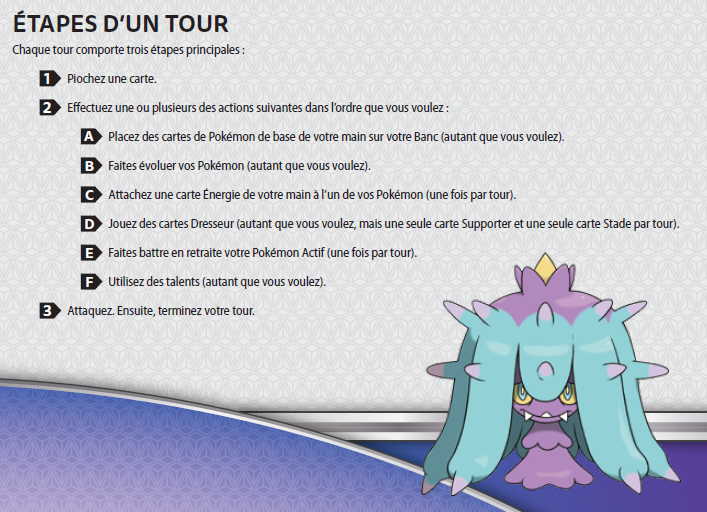 ÉTAPES D'UN TOUR
Chaque tour comporte trois étapes principales :
1 Piochez une carte.
2 Effectuez une ou plusieurs des actions suivantes dans l'ordre que vous voulez :
A Placez des cartes de Pokémon de base de votre main sur votre Banc (autant que vous voulez).
B Faites évoluer vos Pokémon (autant que vous voulez).
C Attachez une carte Énergie de votre main à l'un de vos Pokémon (une fois par tour).
D Jouez des cartes Dresseur (autant que vous voulez, mais une seule carte Supporter et une seule carte Stade par tour).
E Faites battre en retraite votre Pokémon Actif (une fois par tour).
F Utilisez des talents (autant que vous voulez).
3 Attaquez. Ensuite, terminez votre tour.